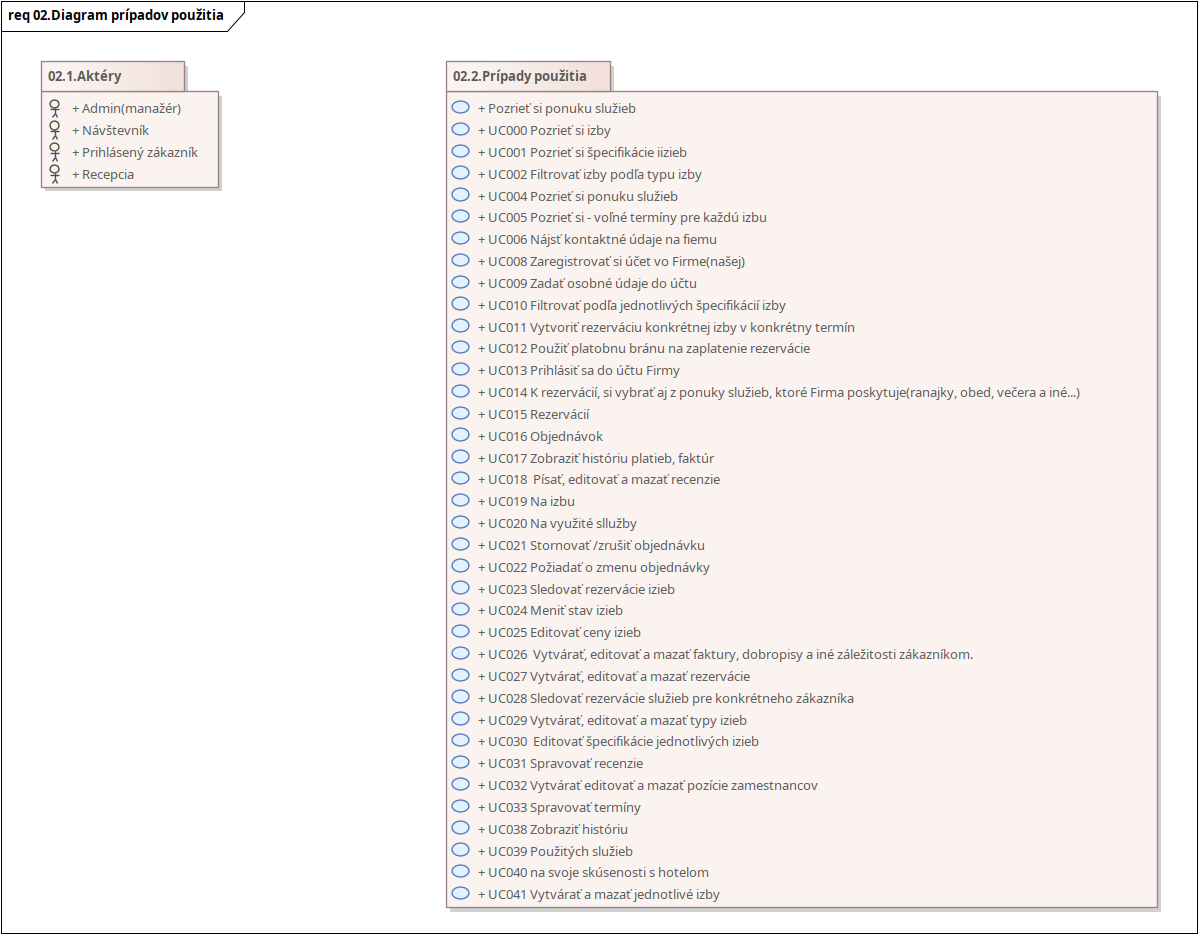 req 02.Diagram prípadov použitia
02.1.Aktéry
+ Admin(manažér)
+ Návštevník
+ Prihlásený zákazník
+ Recepcia
02.2.Prípady použitia
+ Pozrieť si ponuku služieb
+ UC000 Pozrieť si izby
+ UC001 Pozrieť si špecifikácie iizieb
+ UC002 Filtrovať izby podľa typu izby
+ UC004 Pozrieť si ponuku služieb
+ UC005 Pozrieť si - voľné termíny pre každú izbu
+ UC006 Nájsť kontaktné údaje na fiemu
+ UC008 Zaregistrovať si účet vo Firme(našej)
+ UC009 Zadať osobné údaje do účtu
+ UC010 Filtrovať podľa jednotlivých špecifikácií izby
+ UC011 Vytvoriť rezerváciu konkrétnej izby v konkrétny termín
+ UC012 Použiť platobnu bránu na zaplatenie rezervácie
+ UC013 Prihlásiť sa do účtu Firmy
+ UC014 K rezervácií, si vybrať aj z ponuky služieb, ktoré Firma poskytuje(ranajky, obed, večera a iné...)
+ UC015 Rezervácií
+ UC016 Objednávok
+ UC017 Zobraziť históriu platieb, faktúr
+ UC018  Písať, editovať a mazať recenzie
+ UC019 Na izbu
+ UC020 Na využité sllužby
+ UC021 Stornovať /zrušiť objednávku
+ UC022 Požiadať o zmenu objednávky
+ UC023 Sledovať rezervácie izieb
+ UC024 Meniť stav izieb
+ UC025 Editovať ceny izieb
+ UC026  Vytvárať, editovať a mazať faktury, dobropisy a iné záležitosti zákazníkom.
+ UC027 Vytvárať, editovať a mazať rezervácie
+ UC028 Sledovať rezervácie služieb pre konkrétneho zákazníka
+ UC029 Vytvárať, editovať a mazať typy izieb
+ UC030  Editovať špecifikácie jednotlivých izieb
+ UC031 Spravovať recenzie
+ UC032 Vytvárať editovať a mazať pozície zamestnancov
+ UC033 Spravovať termíny
+ UC038 Zobraziť históriu
+ UC039 Použitých služieb
+ UC040 na svoje skúsenosti s hotelom
+ UC041 Vytvárať a mazať jednotlivé izby